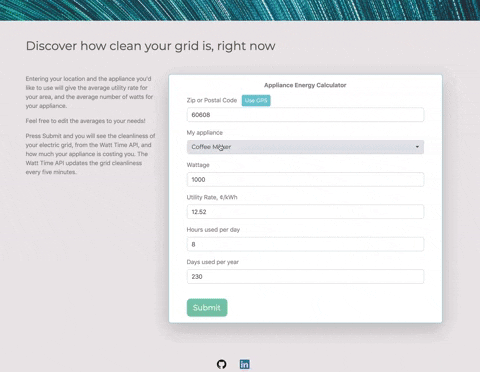 Discover how clean your grid is, right now
Entering your location and the appliance you'd
like to use will give the average utility rate for
your area, and the average number of watts for
your appliance.
Feel free to edit the averages to your needs!
Press Submit and you will see the cleanliness of
your electric grid, from the Watt Time API, and
how much your appliance is costing you. The
Watt Time API updates the grid cleanliness
every five minutes.
Appliance Energy Calculator
Zip or Postal Code Use GPS
60608
My appliance
Coffee Maker
Wattage
1000
Utility Rate, ¢/kWh
12.52
Hours used per day
8
Days used per year
230
Submit
in